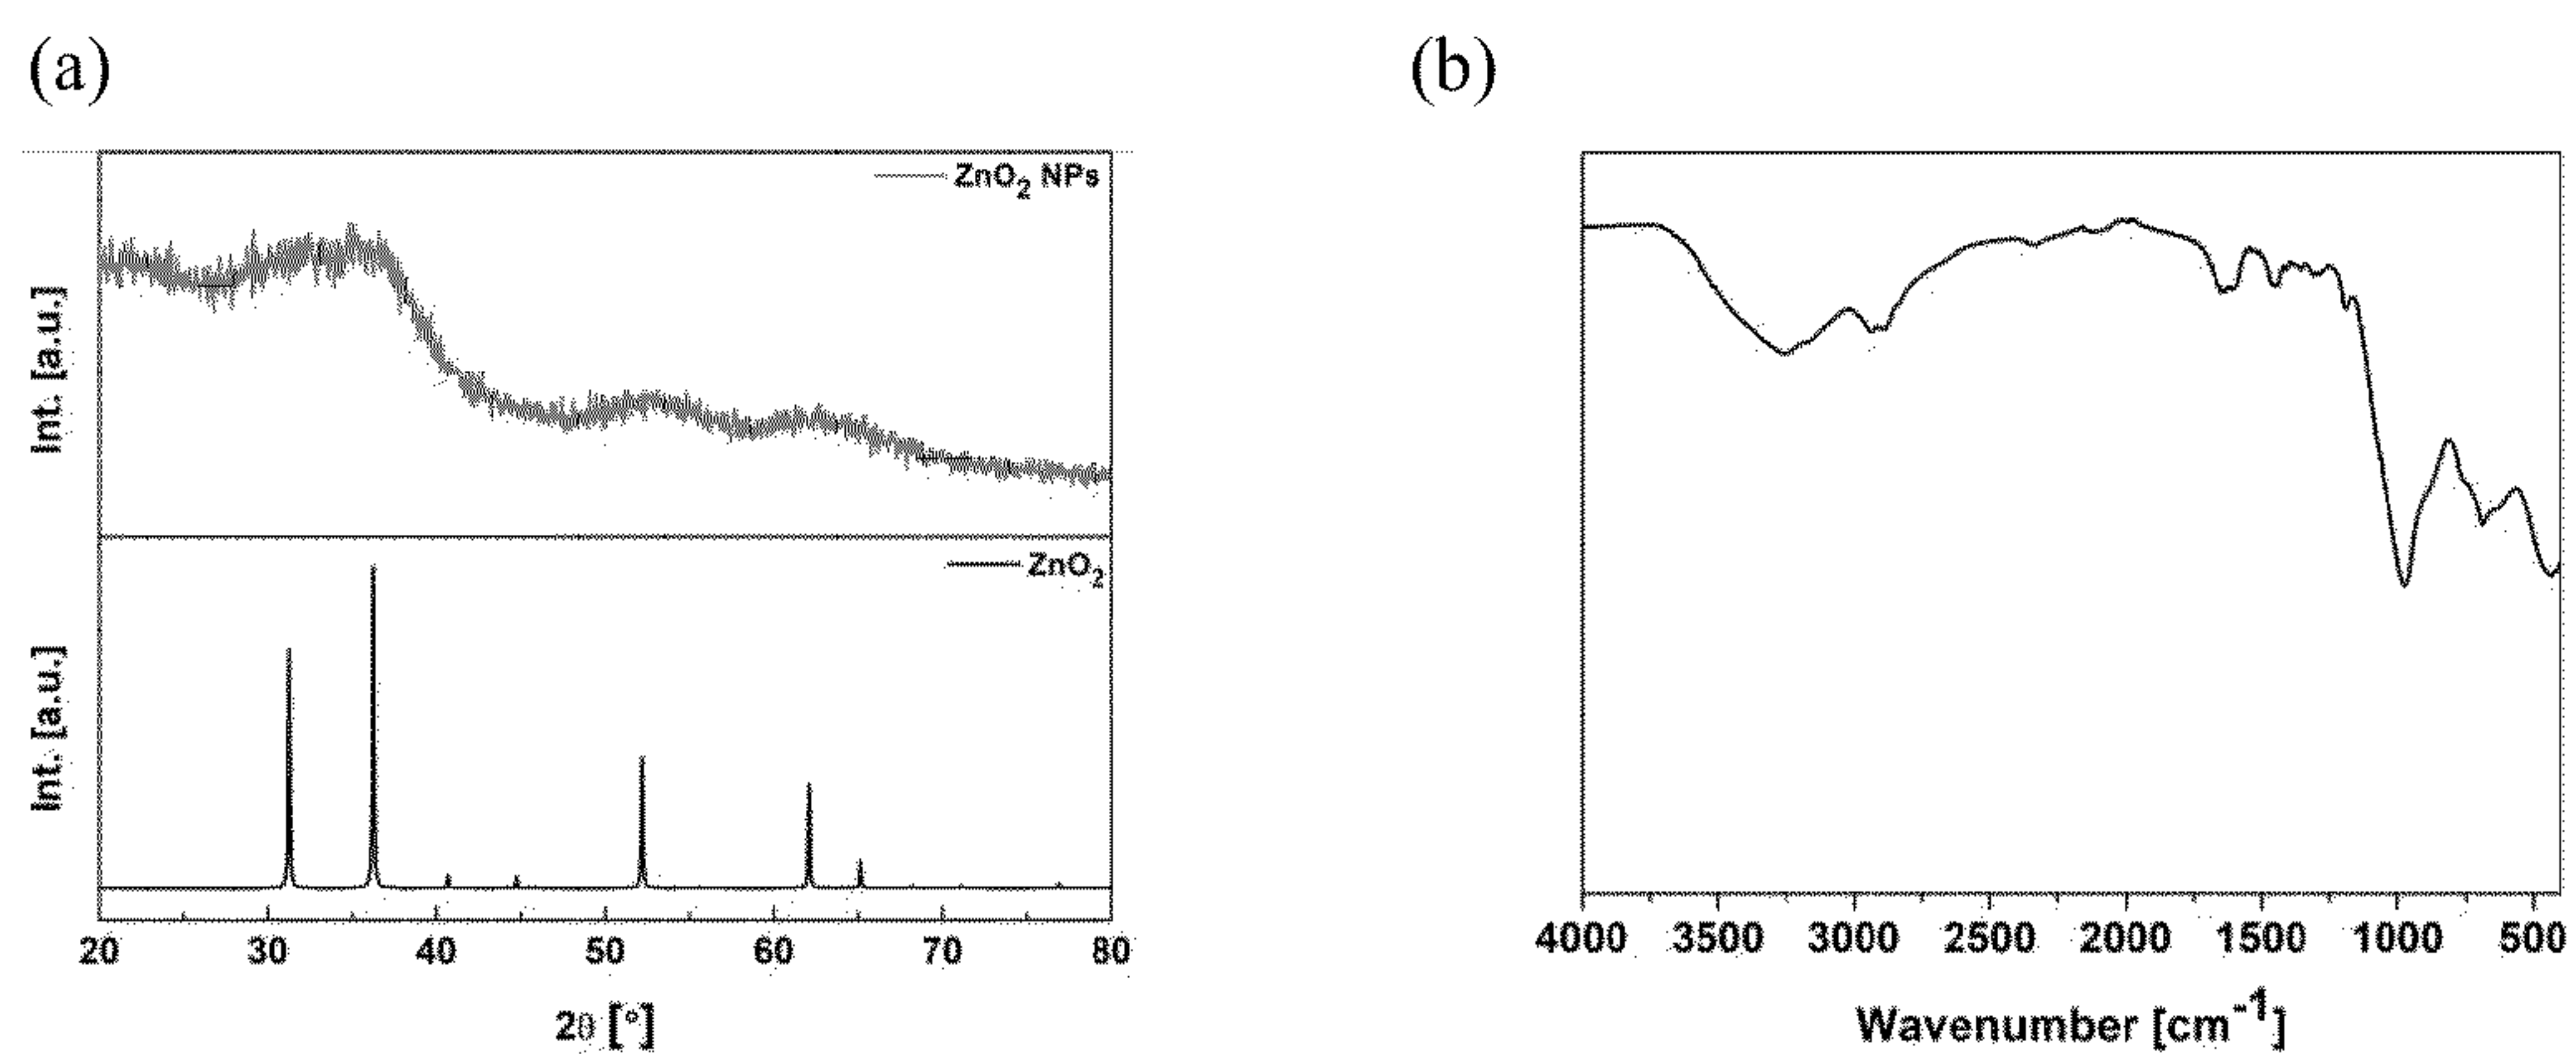 (a)
(b)
ZnO₂ NPs
Int. [a.u.]
ZnO₂
Int. [a.u.]
20 30 40 50 60 70 80
2θ [°]
4000 3500 3000 2500 2000 1500 1000 500
Wavenumber [cm⁻¹]